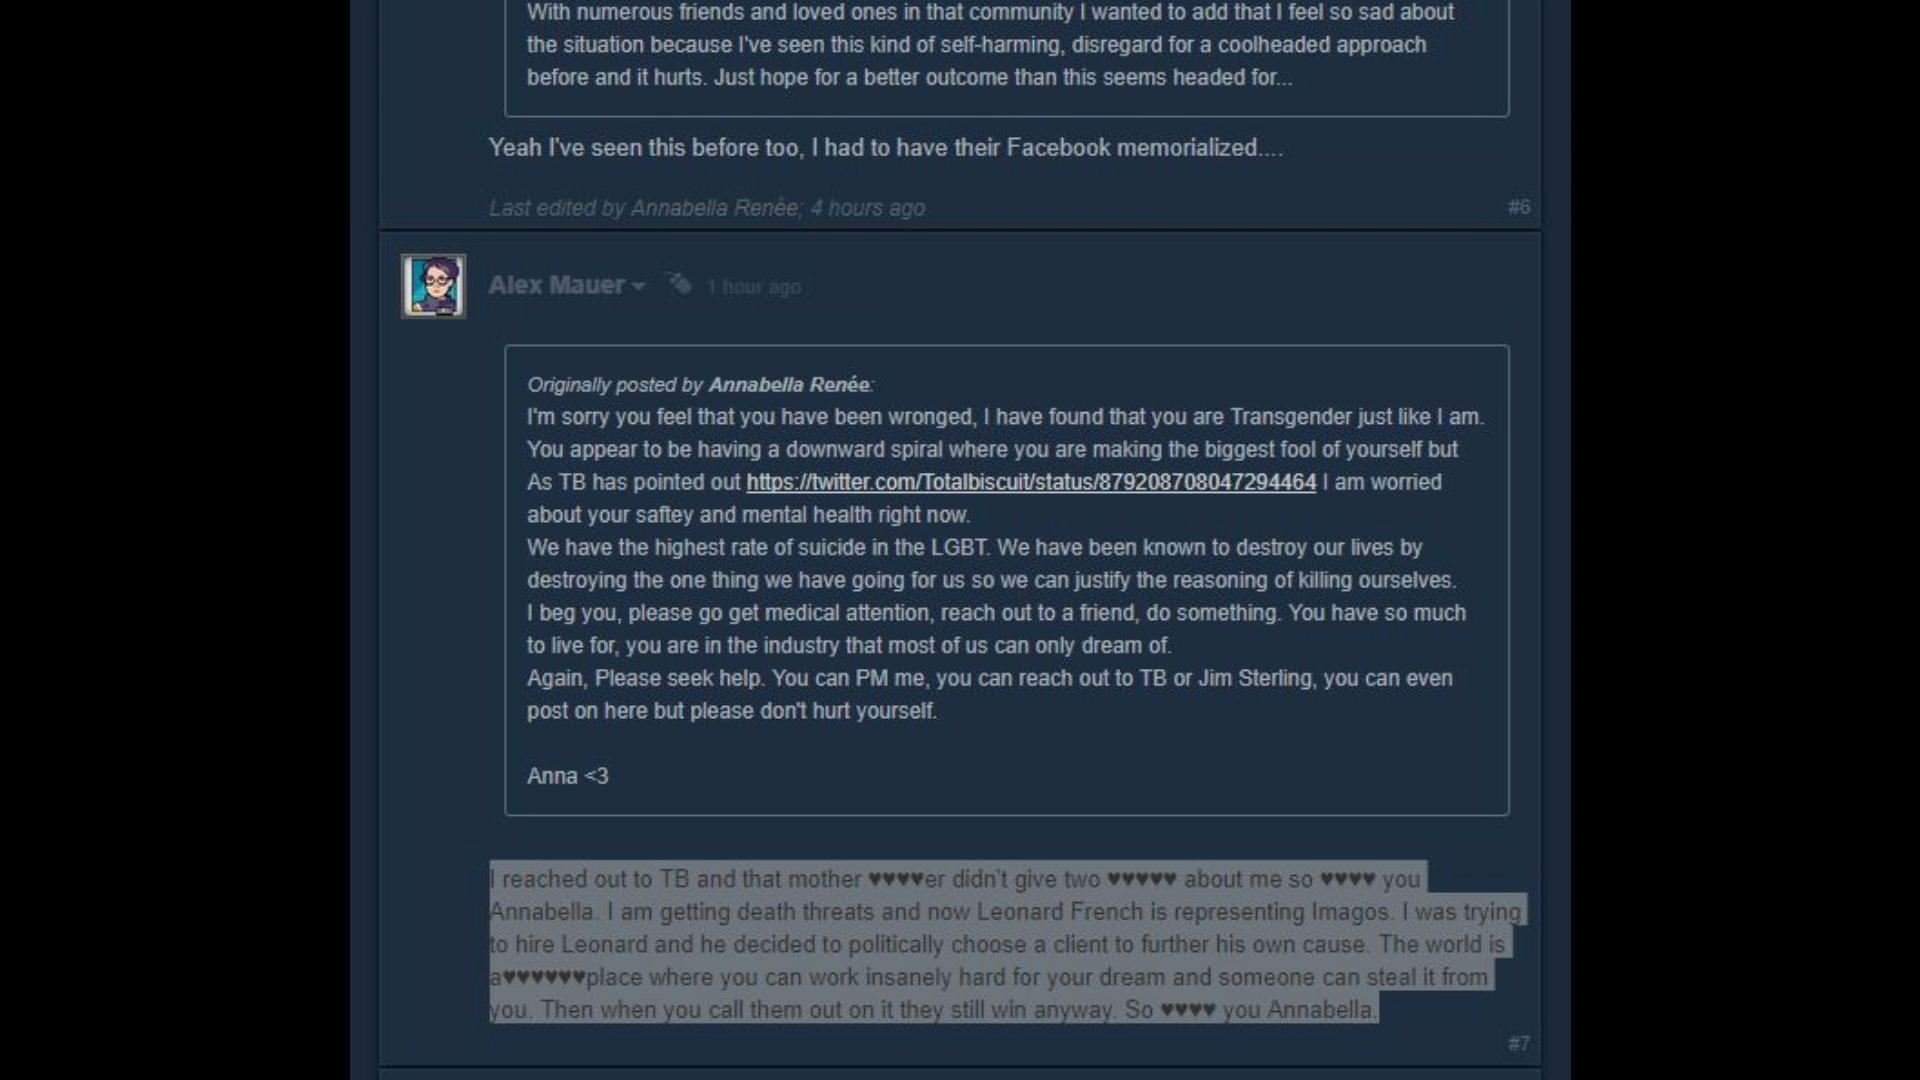 With numerous friends and loved ones in that community I wanted to add that I feel so sad about
the situation because I've seen this kind of self-harming, disregard for a coolheaded approach
before and it hurts. Just hope for a better outcome than this seems headed for...
Yeah I've seen this before too, I had to have their Facebook memorialized....
Last edited by Annabella Renée; 4 hours ago
#6
Alex Mauer
1 hour ago
Originally posted by Annabella Renée:
I'm sorry you feel that you have been wronged, I have found that you are Transgender just like I am.
You appear to be having a downward spiral where you are making the biggest fool of yourself but
As TB has pointed out https://twitter.com/Totalbiscuit/status/879208708047294464 I am worried
about your saftey and mental health right now.
We have the highest rate of suicide in the LGBT. We have been known to destroy our lives by
destroying the one thing we have going for us so we can justify the reasoning of killing ourselves.
I beg you, please go get medical attention, reach out to a friend, do something. You have so much
to live for, you are in the industry that most of us can only dream of.
Again, Please seek help. You can PM me, you can reach out to TB or Jim Sterling, you can even
post on here but please don't hurt yourself.
Anna <3
I reached out to TB and that mother ♥♥♥♥er didn't give two ♥♥♥♥♥ about me so ♥♥♥♥ you
Annabella. I am getting death threats and now Leonard French is representing Imagos. I was trying
to hire Leonard and he decided to politically choose a client to further his own cause. The world is
a♥♥♥♥♥♥place where you can work insanely hard for your dream and someone can steal it from
you. Then when you call them out on it they still win anyway. So ♥♥♥♥ you Annabella.
#7